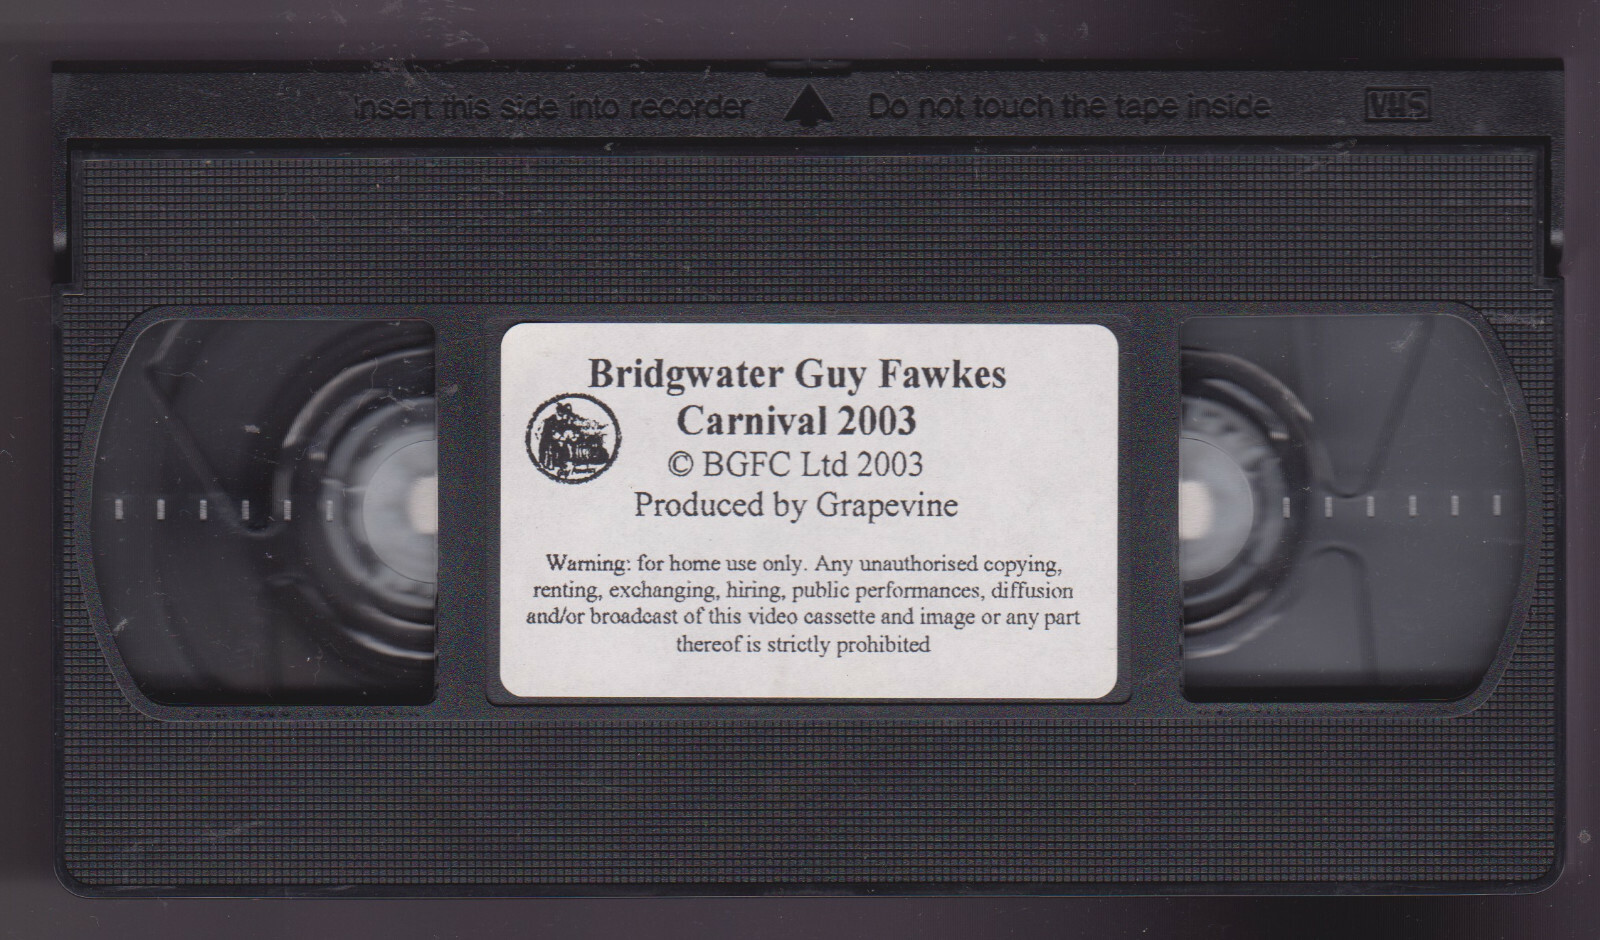 Insert this side into recorder Do not touch the tape inside VHS
Bridgwater Guy Fawkes
Carnival 2003
© BGFC Ltd 2003
Produced by Grapevine
Warning: for home use only. Any unauthorised copying,
renting, exchanging, hiring, public performances, diffusion
and/or broadcast of this video cassette and image or any part
thereof is strictly prohibited